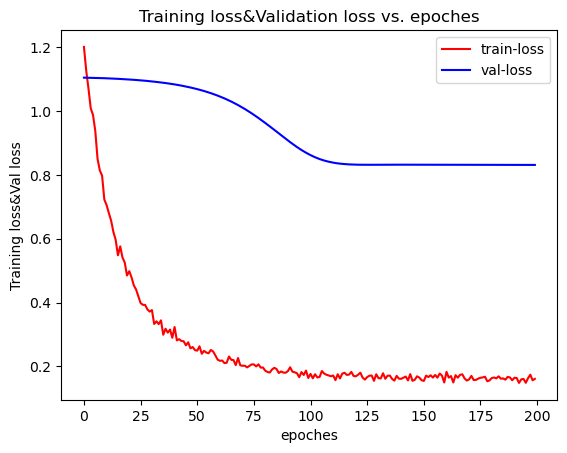 Training loss&Validation loss vs. epoches
train-loss
val-loss
Training loss&Val loss
1.2
1.0
0.8
0.6
0.4
0.2
0 25 50 75 100 125 150 175 200
epoches